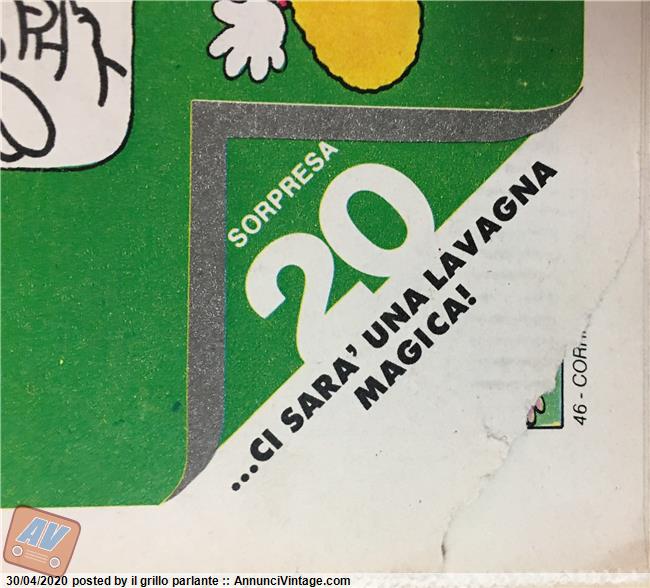 SORPRESA
20
...CI SARA' UNA LAVAGNA
MAGICA!
46 - COR
AV
30/04/2020 posted by il grillo parlante :: AnnunciVintage.com